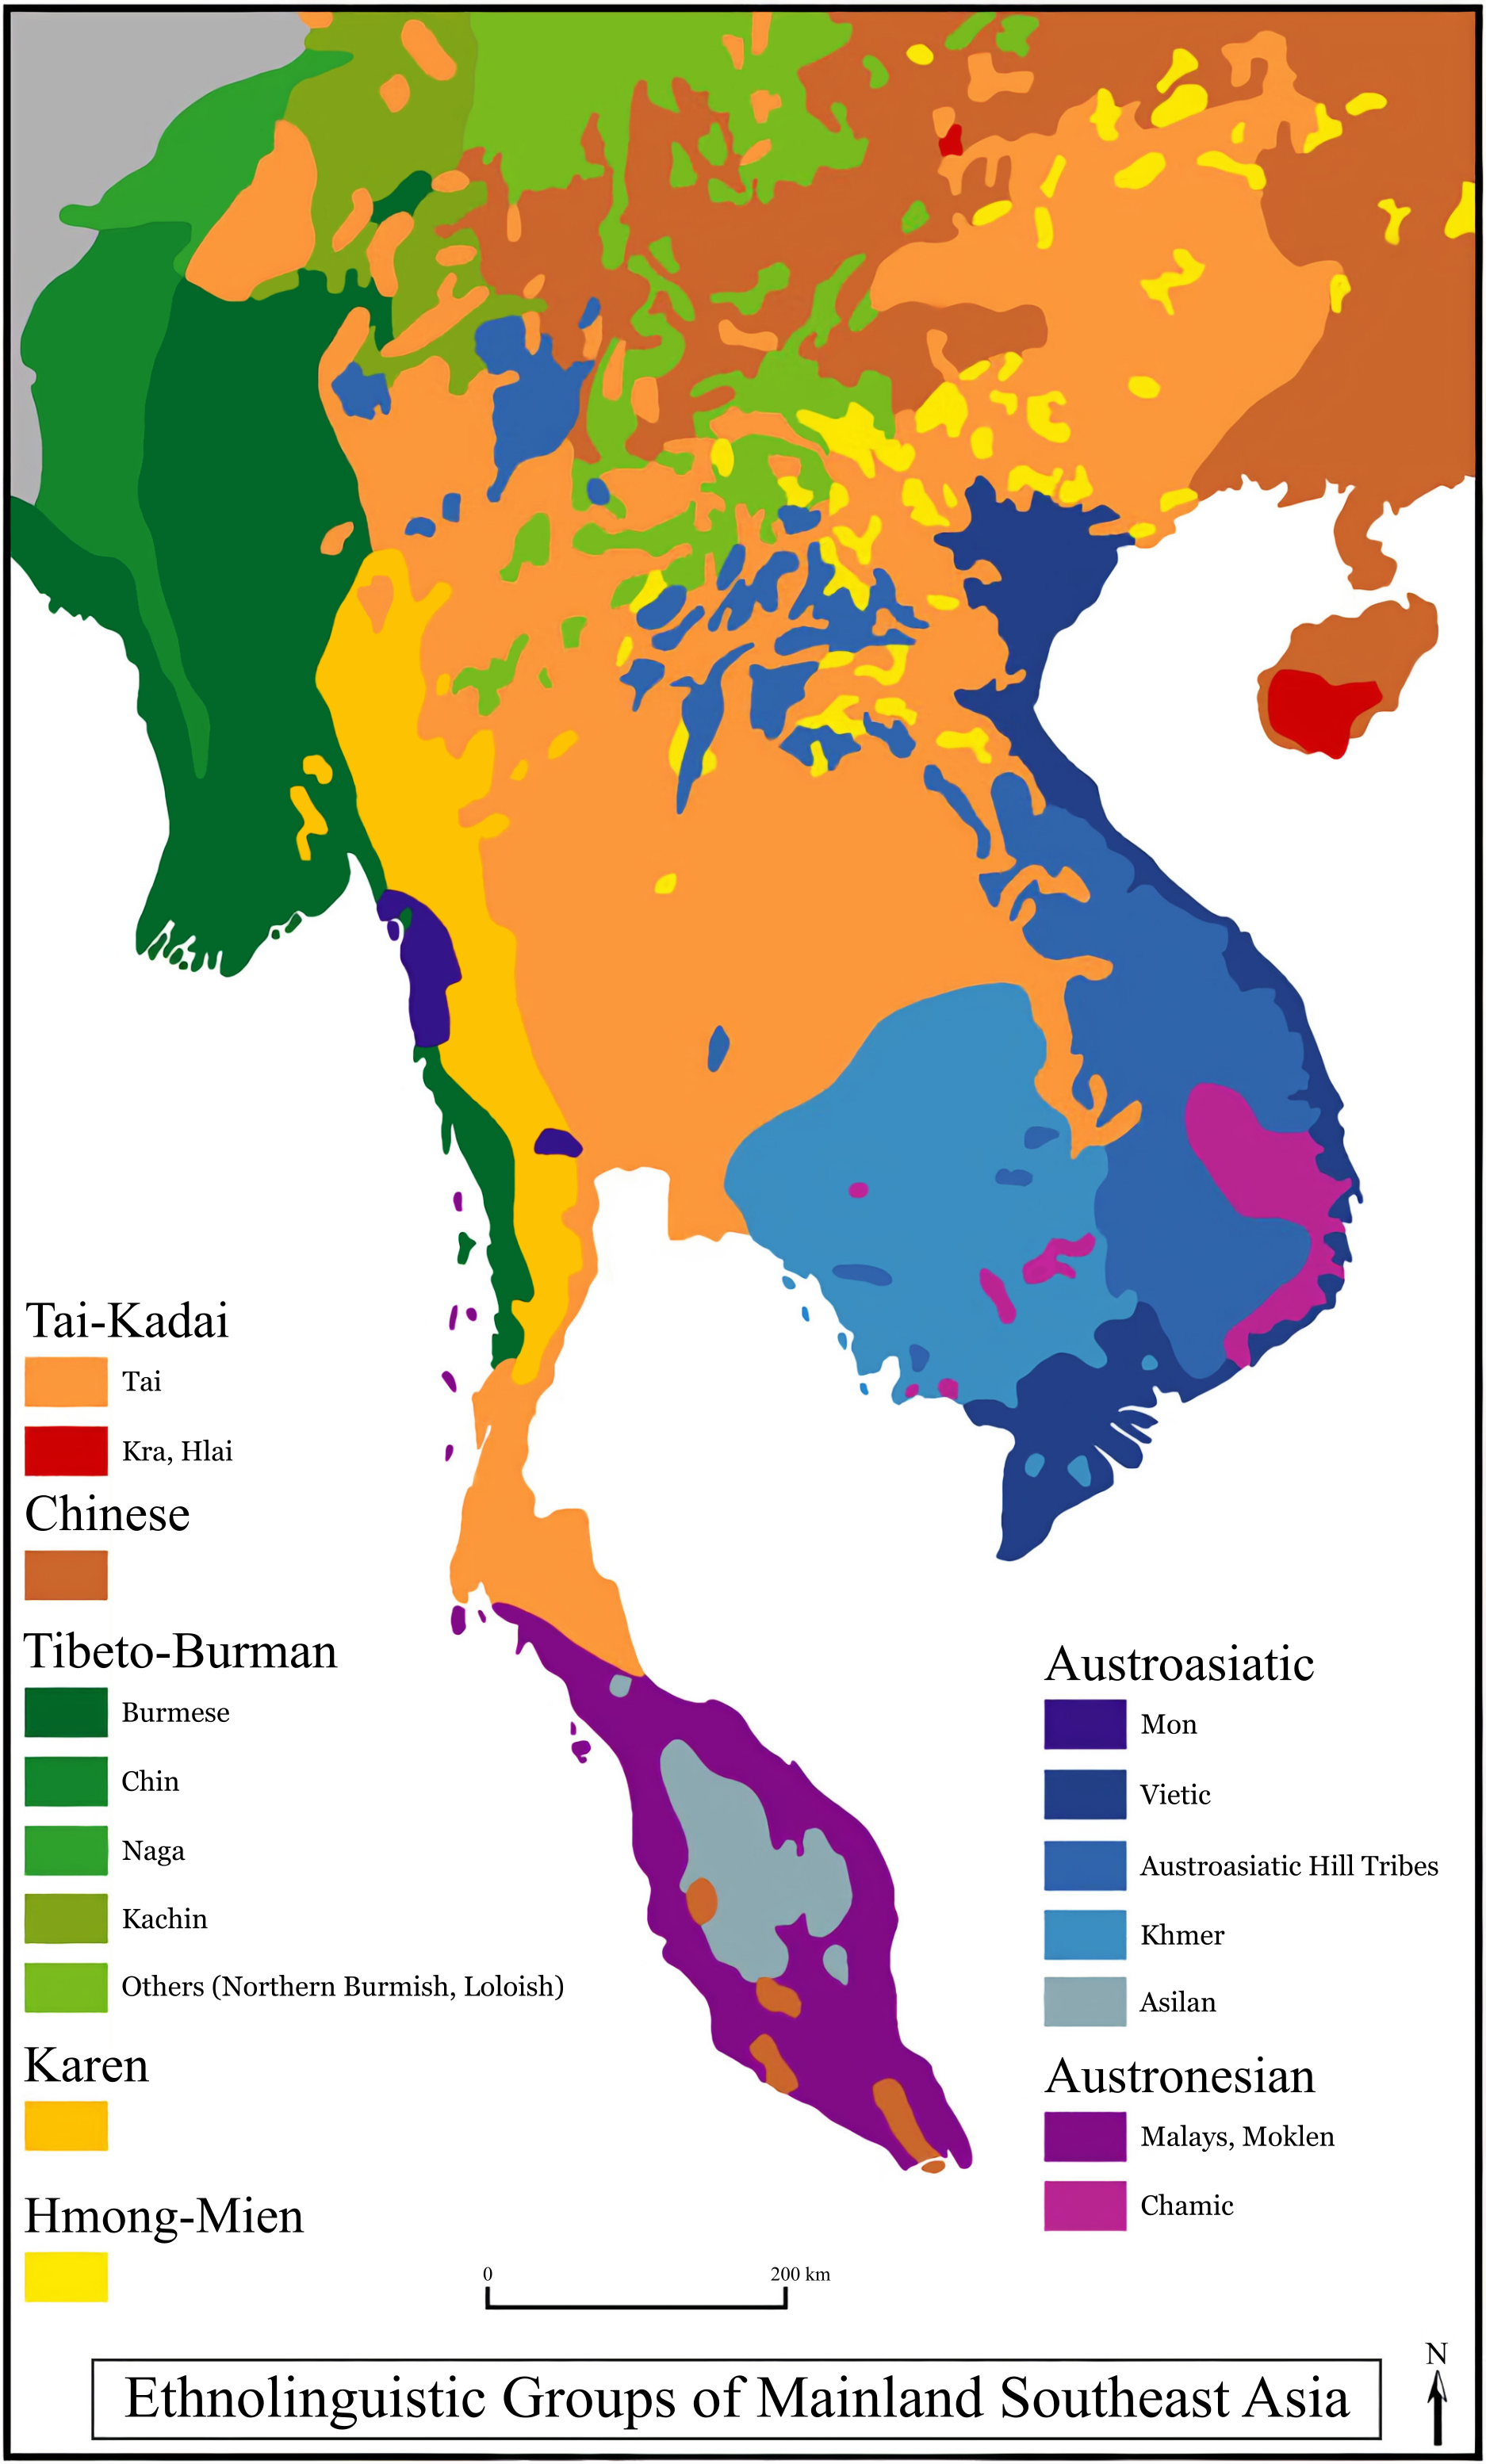 Tai-Kadai
Tai
Kra, Hlai
Chinese
Tibeto-Burman
Burmese
Chin
Naga
Kachin
Others (Northern Burmish, Loloish)
Karen
Hmong-Mien
Austroasiatic
Mon
Vietic
Austroasiatic Hill Tribes
Khmer
Asilan
Austronesian
Malays, Moklen
Chamic
0 200 km
N
Ethnolinguistic Groups of Mainland Southeast Asia